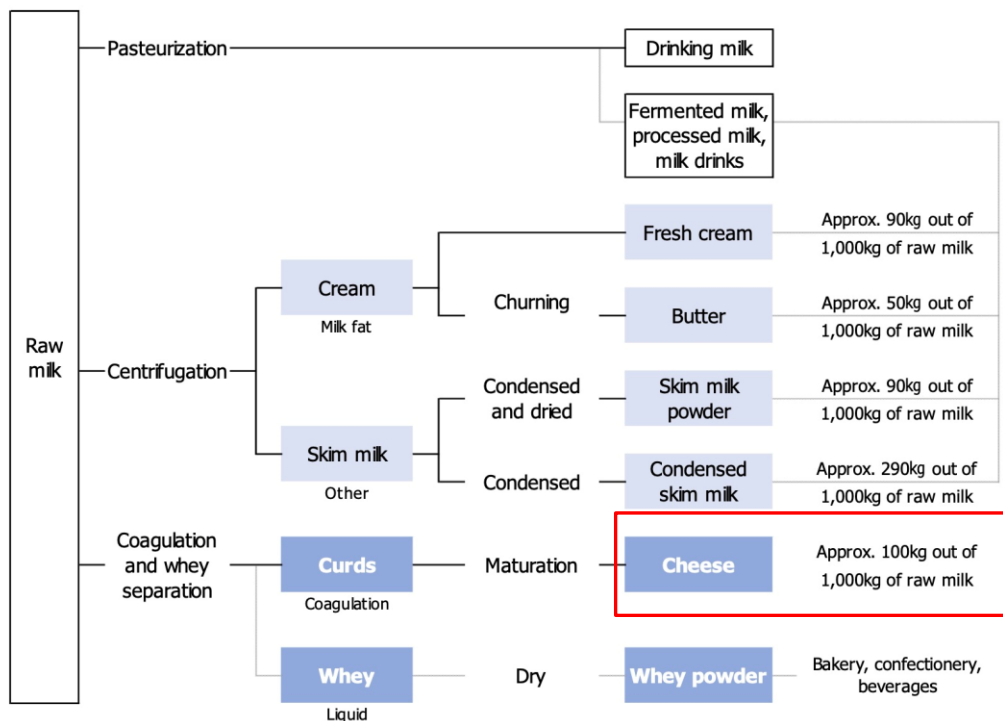 Pasteurization
Drinking milk
Fermented milk,
processed milk,
milk drinks
Fresh cream
Approx. 90kg out of
1,000kg of raw milk
Cream
Milk fat
Churning
Butter
Approx. 50kg out of
1,000kg of raw milk
Raw
milk
Centrifugation
Condensed
and dried
Skim milk
powder
Approx. 90kg out of
1,000kg of raw milk
Skim milk
Other
Condensed
Condensed
skim milk
Approx. 290kg out of
1,000kg of raw milk
Coagulation
and whey
separation
Curds
Coagulation
Maturation
Cheese
Approx. 100kg out of
1,000kg of raw milk
Whey
Liquid
Dry
Whey powder
Bakery, confectionery,
beverages